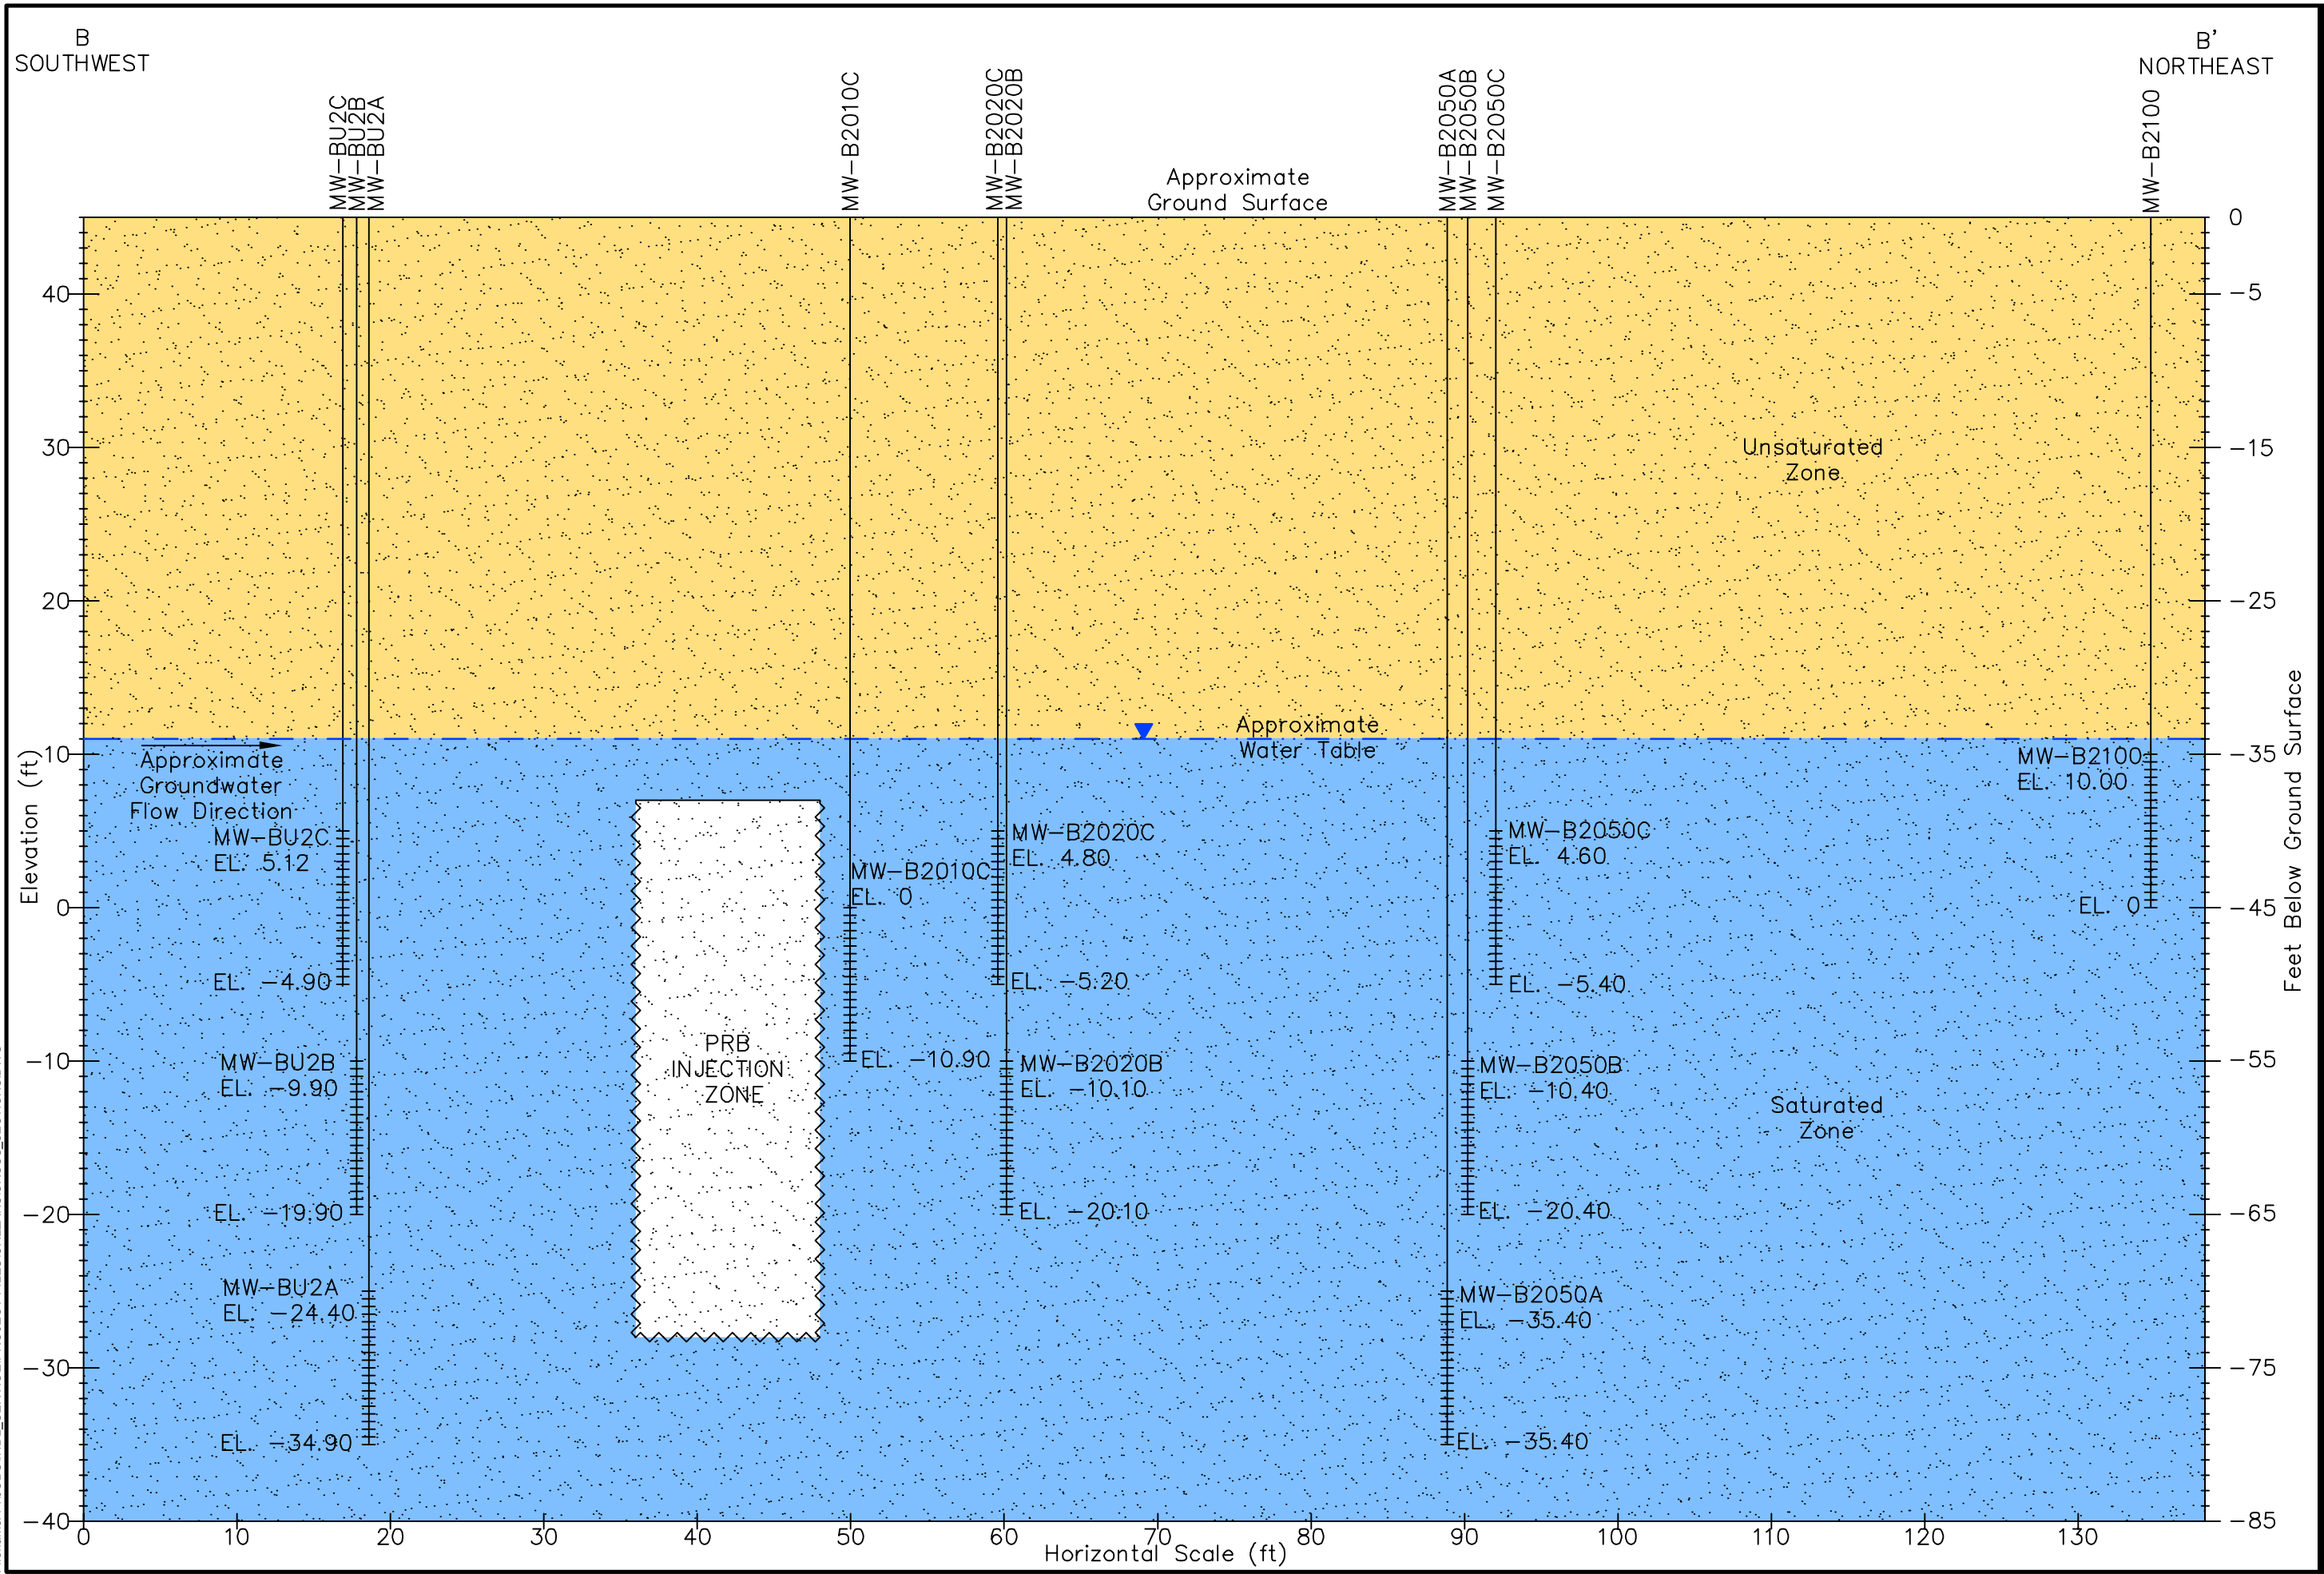 B
SOUTHWEST
B'
NORTHEAST
MW-BU2C
MW-BU2B
MW-BU2A
MW-B2010C
MW-B2020C
MW-B2020B
Approximate
Ground Surface
MW-B2050A
MW-B2050B
MW-B2050C
MW-B2100
0
40
-5
30
-15
Unsaturated
Zone
20
-25
Approximate
Water Table
10
-35
Approximate
Groundwater
Flow Direction
MW-B2100
EL. 10.00
MW-BU2C
EL. 5.12
MW-B2020C
EL. 4.80
MW-B2050C
EL. 4.60
MW-B2010C
EL. 0
0
EL. 0
-45
Elevation (ft)
Feet Below Ground Surface
EL. -4.90
EL. -5.20
EL. -5.40
PRB
INJECTION
ZONE
-10
MW-BU2B
EL. -9.90
EL. -10.90
MW-B2020B
EL. -10.10
MW-B2050B
EL. -10.40
-55
Saturated
Zone
-20
EL. -19.90
EL. -20.10
EL. -20.40
-65
MW-BU2A
EL. -24.40
MW-B2050A
EL. -35.40
-30
-75
EL. -34.90
EL. -35.40
-40
-85
0 10 20 30 40 50 60 70 80 90 100 110 120 130
Horizontal Scale (ft)